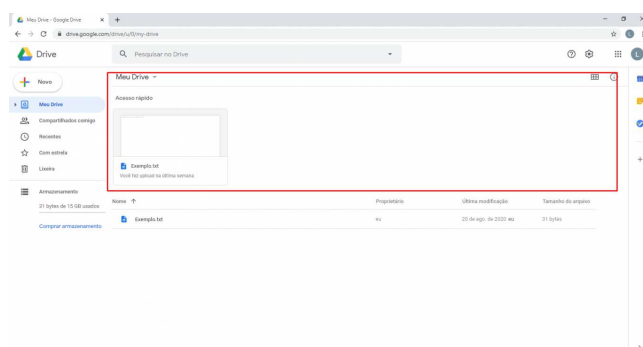 Meu Drive - Google Drive
drive.google.com/drive/u/0/my-drive
Drive
Pesquisar no Drive
Novo
Meu Drive
Compartilhados comigo
Recentes
Com estrela
Lixeira
Armazenamento
31 bytes de 15 GB usados
Comprar armazenamento
Meu Drive
Acesso rápido
Exemplo.txt
Você fez upload na última semana
Nome Proprietário Última modificação Tamanho do arquivo
Exemplo.txt eu 20 de ago. de 2020 eu 31 bytes
L